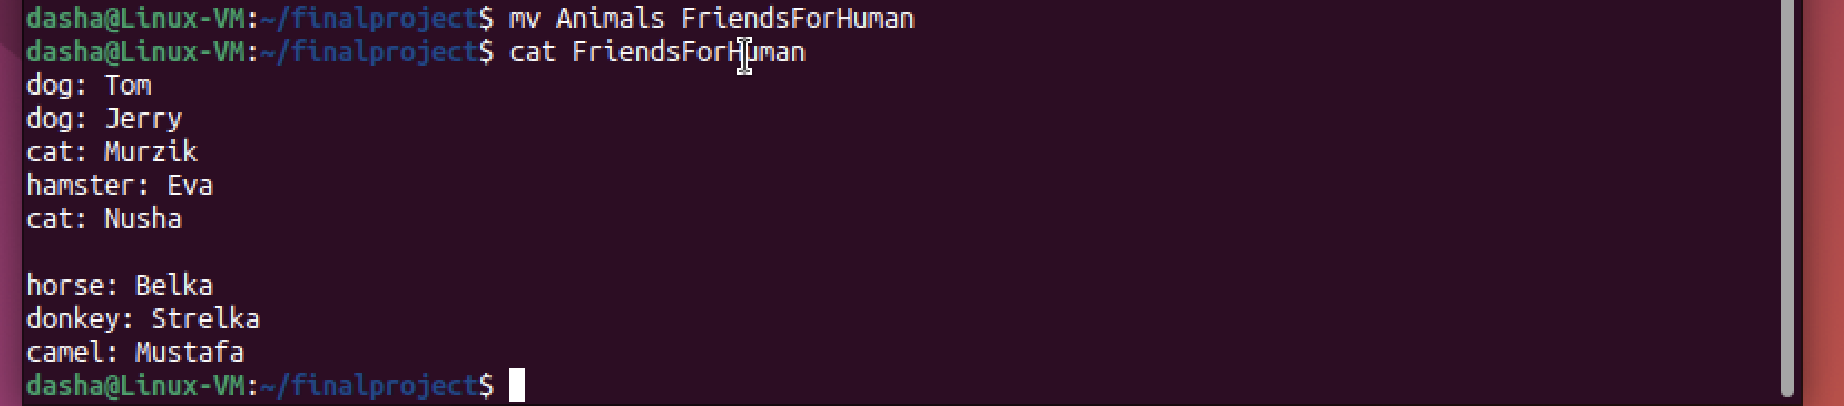 dasha@Linux-VM:~/finalproject$ mv Animals FriendsForHuman
dasha@Linux-VM:~/finalproject$ cat FriendsForHuman
dog: Tom
dog: Jerry
cat: Murzik
hamster: Eva
cat: Nusha

horse: Belka
donkey: Strelka
camel: Mustafa
dasha@Linux-VM:~/finalproject$